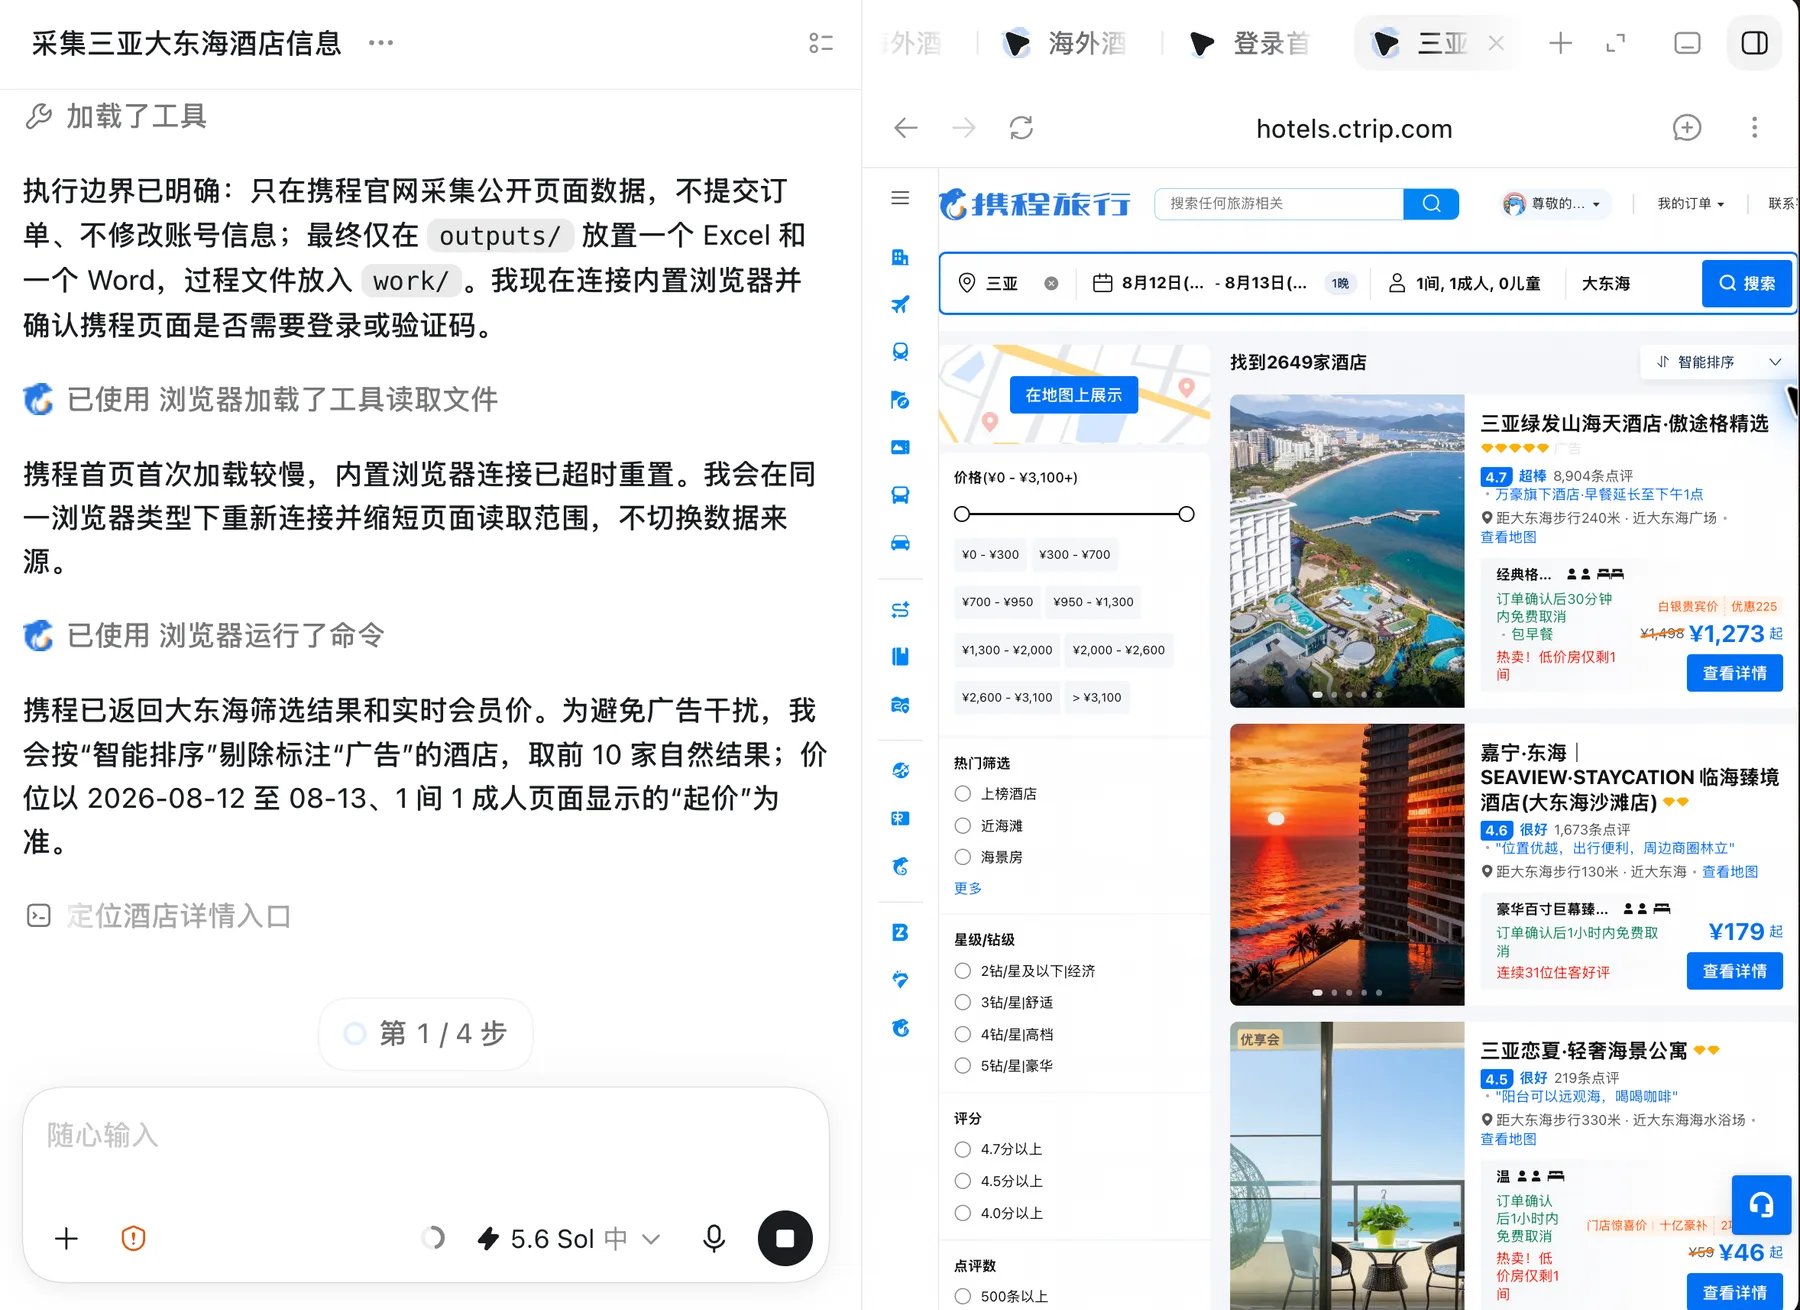 采集三亚大东海酒店信息
加载了工具
执行边界已明确：只在携程官网采集公开页面数据，不提交订
单、不修改账号信息；最终仅在 outputs/ 放置一个 Excel 和
一个 Word，过程文件放入 work/ 。我现在连接内置浏览器并
确认携程页面是否需要登录或验证码。
已使用 浏览器加载了工具读取文件
携程首页首次加载较慢，内置浏览器连接已超时重置。我会在同
一浏览器类型下重新连接并缩短页面读取范围，不切换数据来
源。
已使用 浏览器运行了命令
携程已返回大东海筛选结果和实时会员价。为避免广告干扰，我
会按“智能排序”剔除标注“广告”的酒店，取前 10 家自然结果；价
位以 2026-08-12 至 08-13、1 间 1 成人页面显示的“起价”为
准。
定位酒店详情入口
第 1 / 4 步
随心输入
5.6 Sol 中
海外酒
海外酒
登录首
三亚
hotels.ctrip.com
携程旅行
搜索任何旅游相关
尊敬的...
我的订单
联系
三亚
8月12日(... - 8月13日(...
1晚
1间, 1成人, 0儿童
大东海
搜索
在地图上展示
价格(¥0 - ¥3,100+)
¥0 - ¥300
¥300 - ¥700
¥700 - ¥950
¥950 - ¥1,300
¥1,300 - ¥2,000
¥2,000 - ¥2,600
¥2,600 - ¥3,100
> ¥3,100
热门筛选
上榜酒店
近海滩
海景房
更多
星级/钻级
2钻/星及以下|经济
3钻/星|舒适
4钻/星|高档
5钻/星|豪华
评分
4.7分以上
4.5分以上
4.0分以上
点评数
500条以上
找到2649家酒店
智能排序
三亚绿发山海天酒店·傲途格精选
广告
4.7 超棒 8,904条点评
·万豪旗下酒店·早餐延长至下午1点
距大东海步行240米 · 近大东海广场 ·
查看地图
经典格...
订单确认后30分钟
内免费取消
· 包早餐
热卖！低价房仅剩1
间
白银贵宾价 优惠225
¥1,498 ¥1,273 起
查看详情
嘉宁·东海｜
SEAVIEW·STAYCATION 临海臻境
酒店(大东海沙滩店)
4.6 很好 1,673条点评
·"位置优越，出行便利，周边商圈林立"
距大东海步行130米 · 近大东海 · 查看地图
豪华百寸巨幕臻...
订单确认后1小时内免费取
消
连续31位住客好评
¥179 起
查看详情
优享会
三亚恋夏·轻奢海景公寓
4.5 很好 219条点评
·"阳台可以远观海，喝喝咖啡"
距大东海步行330米 · 近大东海海水浴场 ·
查看地图
温
订单确认
后1小时内
免费取消
热卖！低
价房仅剩1
间
门店惊喜价 十亿豪补
¥59 ¥46 起
查看详情